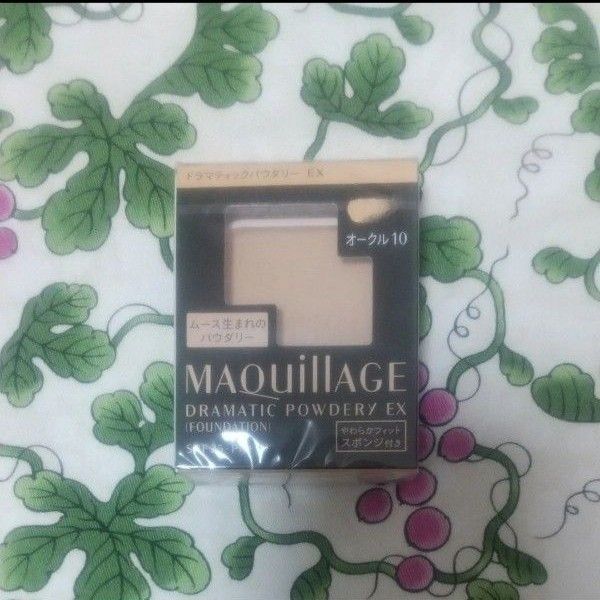 ドラマティックパウダリー EX
オークル10
ムース生まれの
パウダリー
MAQuillAGE
DRAMATIC POWDERY EX
(FOUNDATION)
やわらかフィット
スポンジ付き